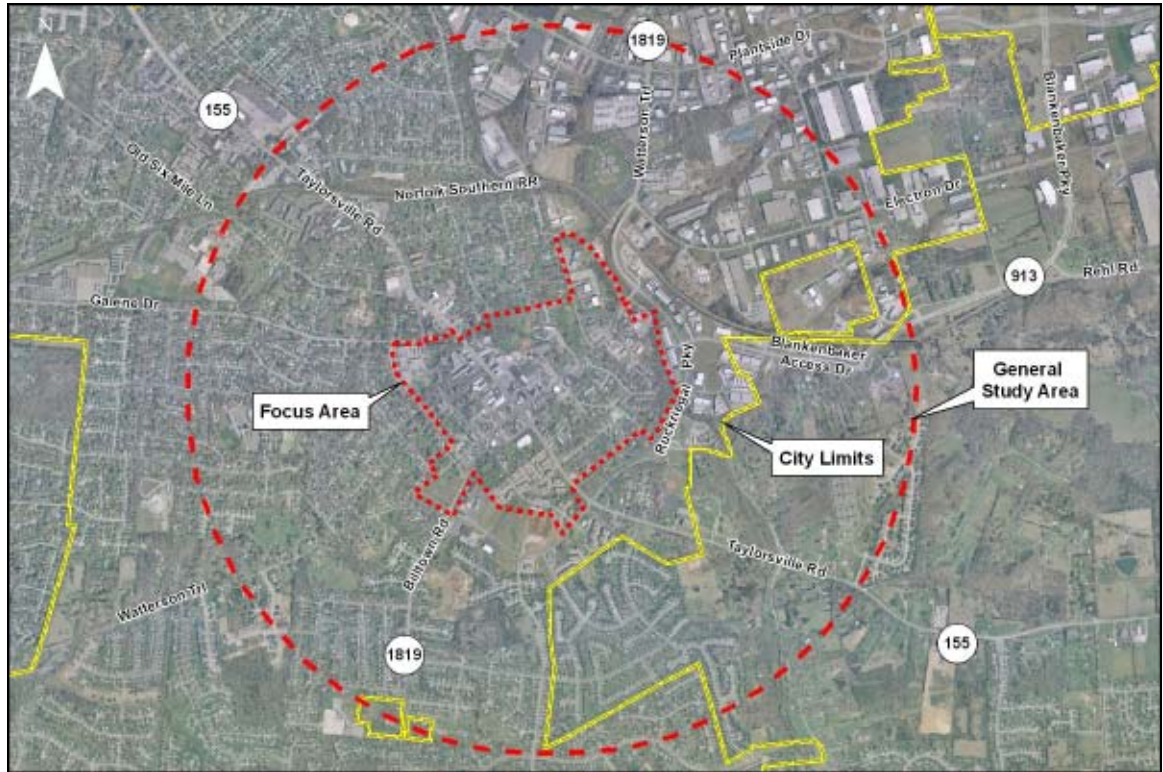 N
1819
Plantside Dr
155
Watterson Trl
Blankenbaker Pky
Old Six Mile Ln
Taylorsville Rd
Norfolk Southern RR
Electron Dr
913
Rehl Rd
Galene Dr
Blankenbaker
Access Dr
Ruckriegel Pky
General
Study Area
Focus Area
City Limits
Billtown Rd
Taylorsville Rd
Watterson Trl
1819
155